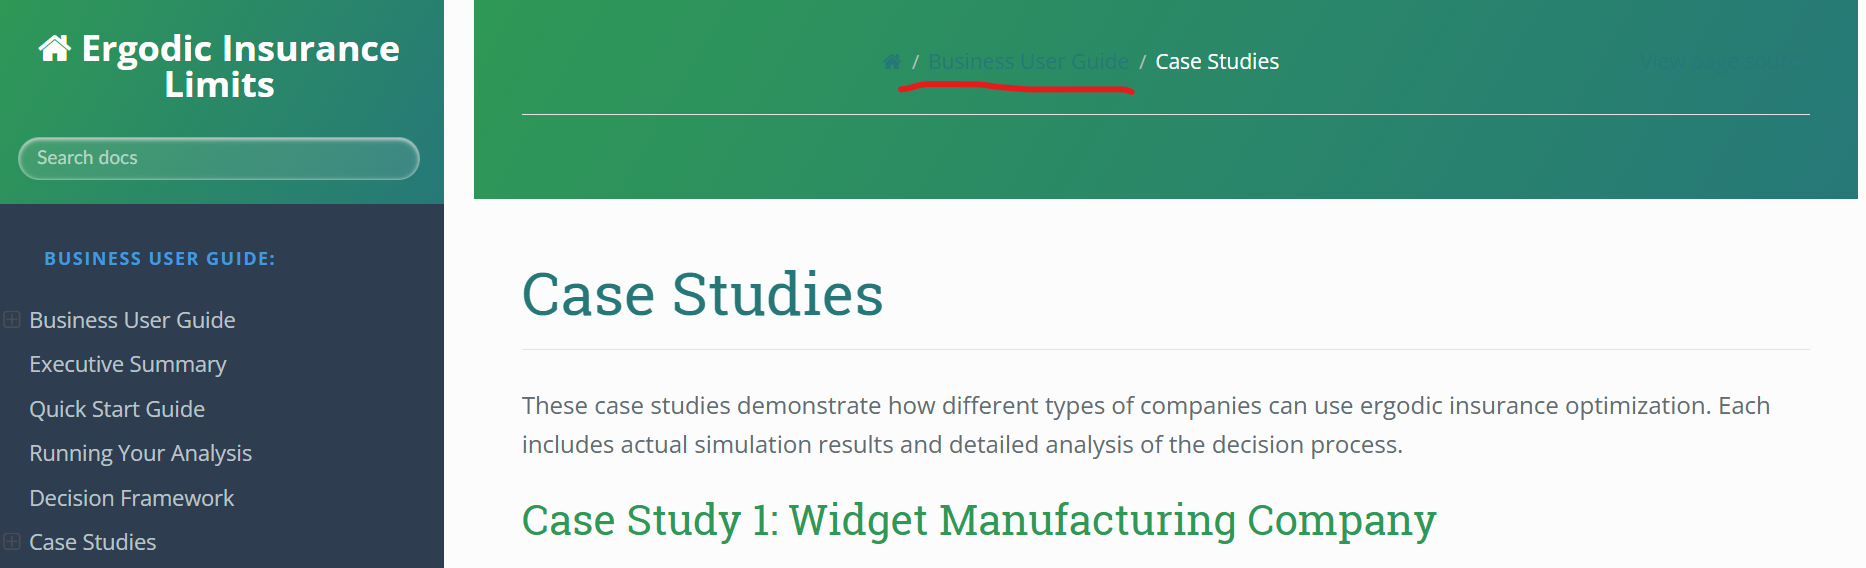 Ergodic Insurance
Limits
Search docs
BUSINESS USER GUIDE:
Business User Guide
Executive Summary
Quick Start Guide
Running Your Analysis
Decision Framework
Case Studies
/ Business User Guide / Case Studies
View page source
Case Studies
These case studies demonstrate how different types of companies can use ergodic insurance optimization. Each
includes actual simulation results and detailed analysis of the decision process.
Case Study 1: Widget Manufacturing Company